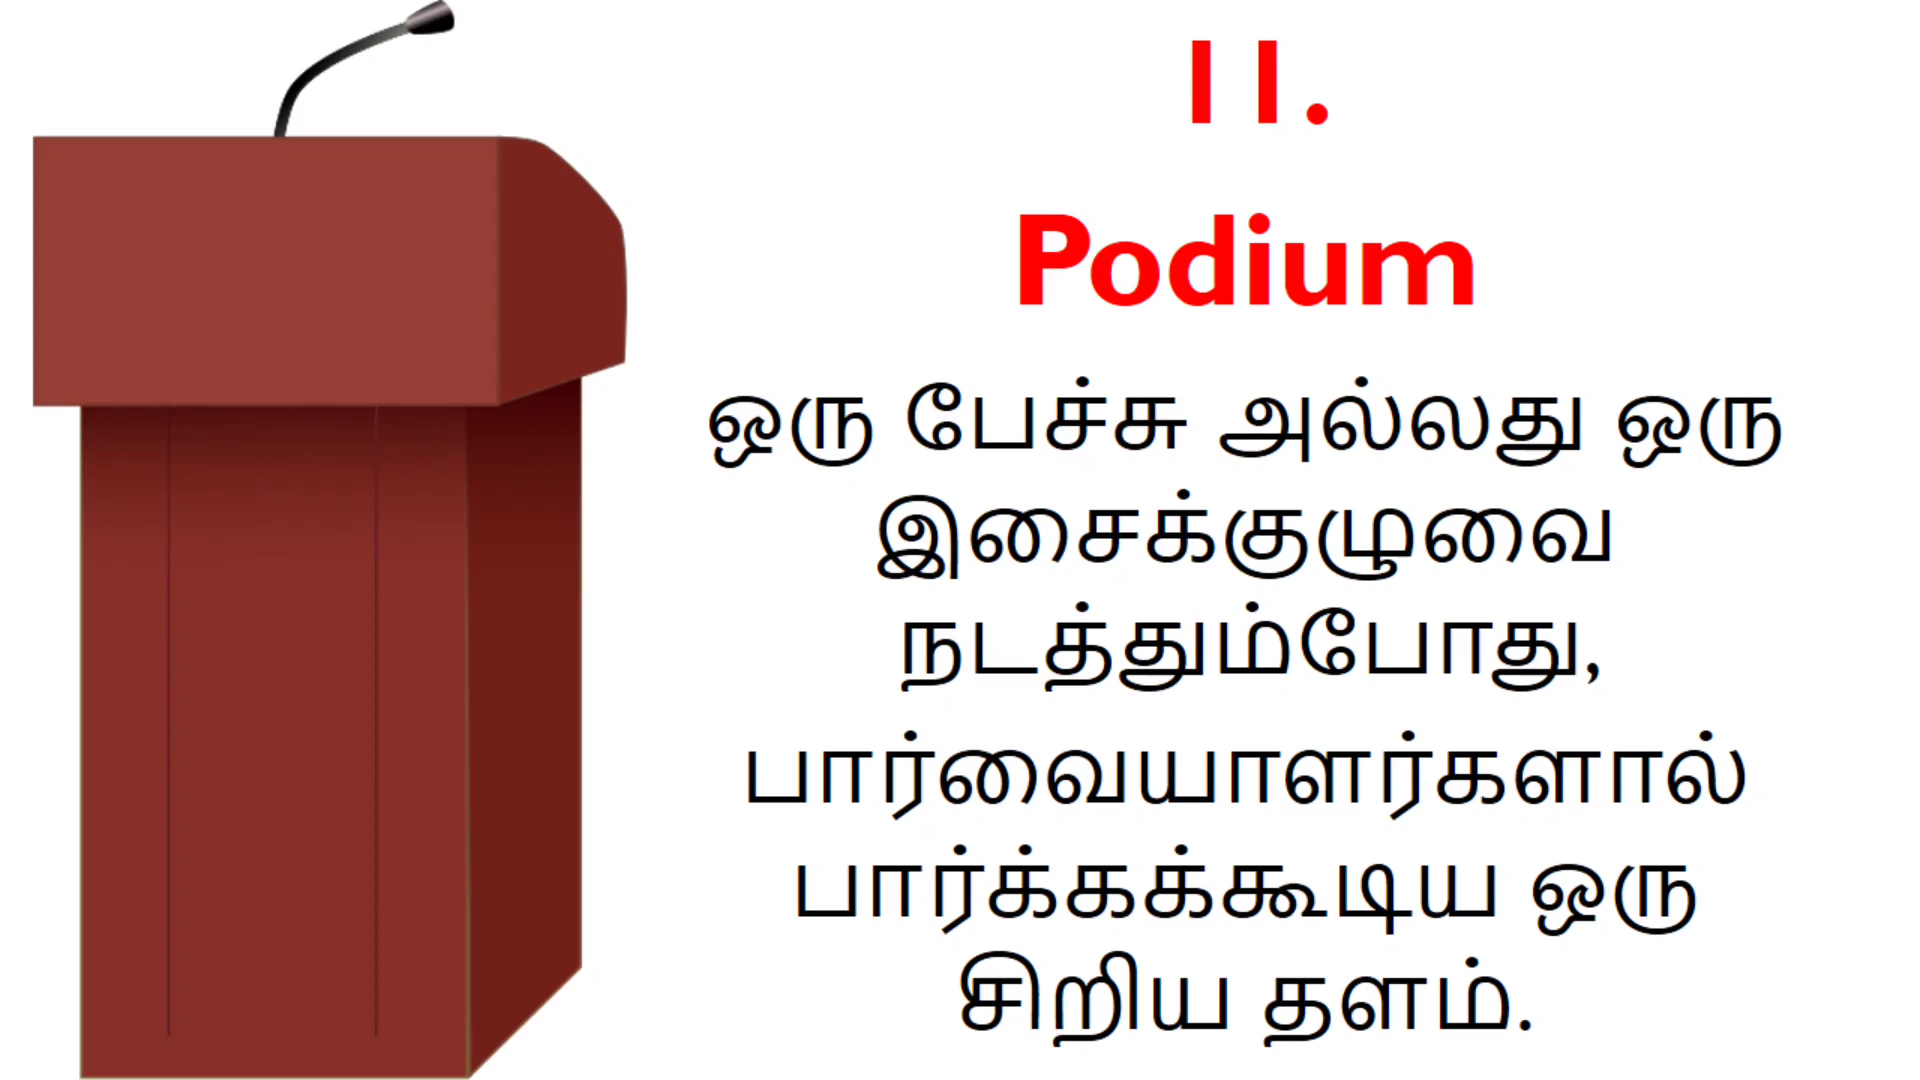 11.
Podium
ஒரு பேச்சு அல்லது ஒரு
இசைக்குழுவை
நடத்தும்போது,
பார்வையாளர்களால்
பார்க்கக்கூடிய ஒரு
சிறிய தளம்.